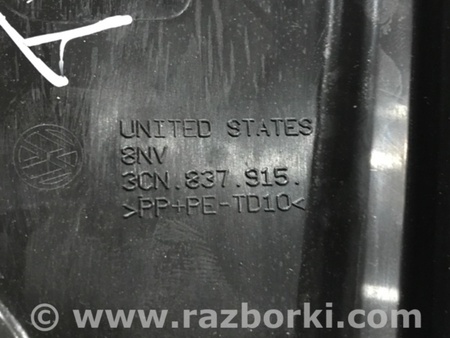 UNITED STATES
8NV
3CN.837.915.
>PP+PE-TD10<
© www.razborki.com